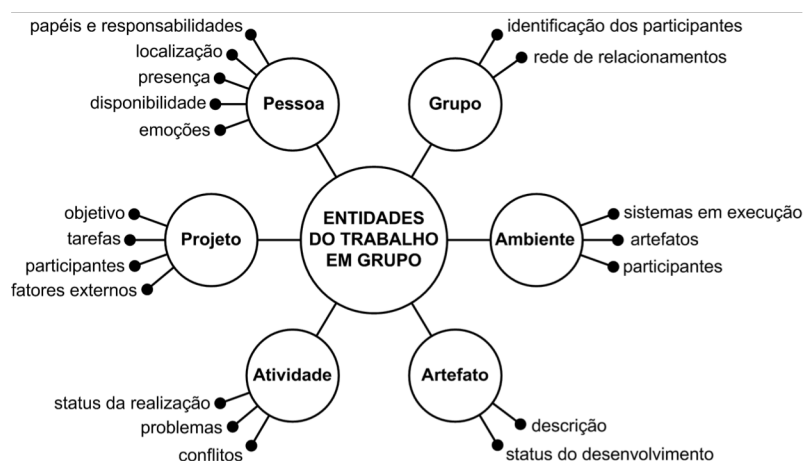 papéis e responsabilidades
localização
presença
disponibilidade
emoções
Pessoa
identificação dos participantes
rede de relacionamentos
Grupo
objetivo
tarefas
participantes
fatores externos
Projeto
ENTIDADES
DO TRABALHO
EM GRUPO
Ambiente
sistemas em execução
artefatos
participantes
Atividade
status da realização
problemas
conflitos
Artefato
descrição
status do desenvolvimento